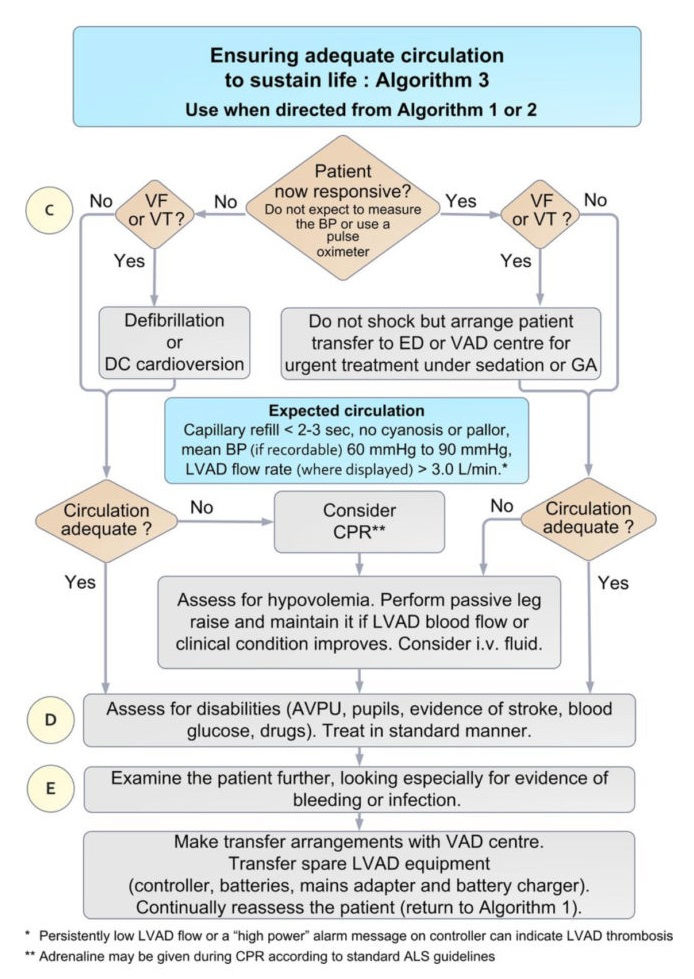 Ensuring adequate circulation
to sustain life : Algorithm 3
Use when directed from Algorithm 1 or 2
C
No
VF
or VT?
No
Patient
now responsive?
Do not expect to measure
the BP or use a
pulse
oximeter
Yes
VF
or VT ?
No
Yes
Yes
Defibrillation
or
DC cardioversion
Do not shock but arrange patient
transfer to ED or VAD centre for
urgent treatment under sedation or GA
Expected circulation
Capillary refill < 2-3 sec, no cyanosis or pallor,
mean BP (if recordable) 60 mmHg to 90 mmHg,
LVAD flow rate (where displayed) > 3.0 L/min.*
Circulation
adequate ?
No
Consider
CPR**
No
Circulation
adequate ?
Yes
Yes
Assess for hypovolemia. Perform passive leg
raise and maintain it if LVAD blood flow or
clinical condition improves. Consider i.v. fluid.
D
Assess for disabilities (AVPU, pupils, evidence of stroke, blood
glucose, drugs). Treat in standard manner.
E
Examine the patient further, looking especially for evidence of
bleeding or infection.
Make transfer arrangements with VAD centre.
Transfer spare LVAD equipment
(controller, batteries, mains adapter and battery charger).
Continually reassess the patient (return to Algorithm 1).
* Persistently low LVAD flow or a “high power” alarm message on controller can indicate LVAD thrombosis
** Adrenaline may be given during CPR according to standard ALS guidelines